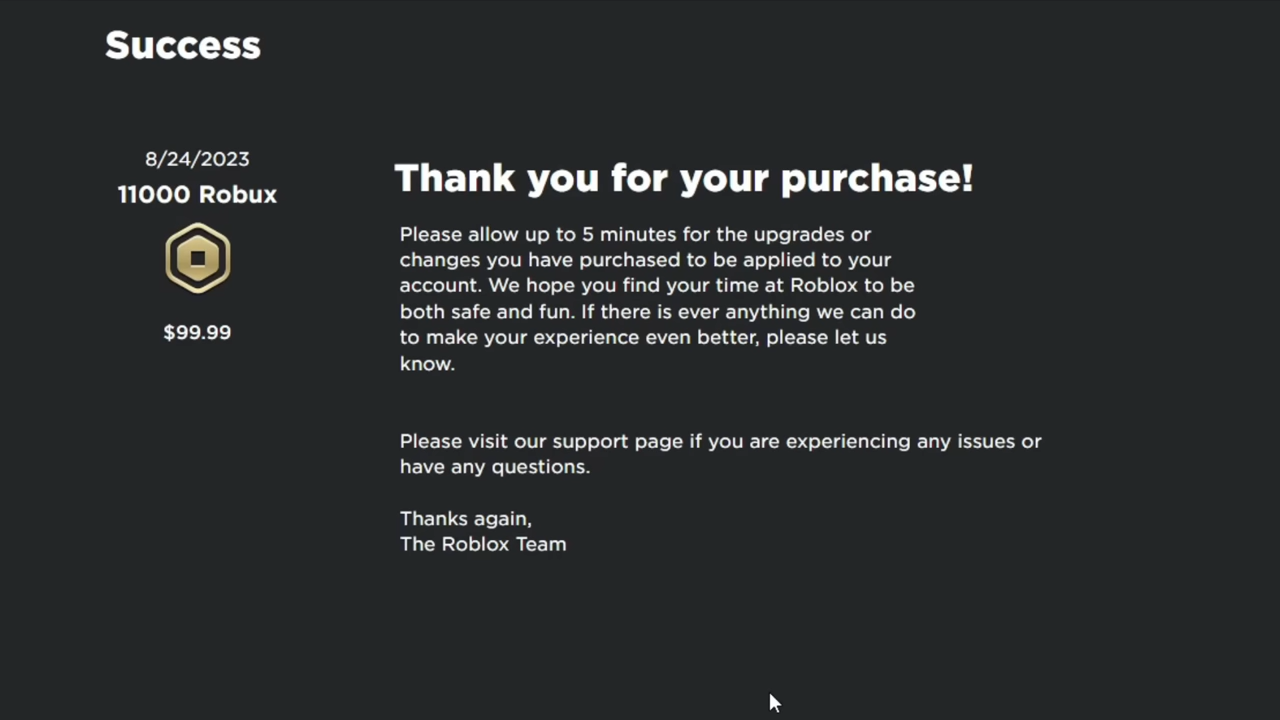 Success
8/24/2023
11000 Robux
$99.99
Thank you for your purchase!
Please allow up to 5 minutes for the upgrades or
changes you have purchased to be applied to your
account. We hope you find your time at Roblox to be
both safe and fun. If there is ever anything we can do
to make your experience even better, please let us
know.
Please visit our support page if you are experiencing any issues or
have any questions.
Thanks again,
The Roblox Team